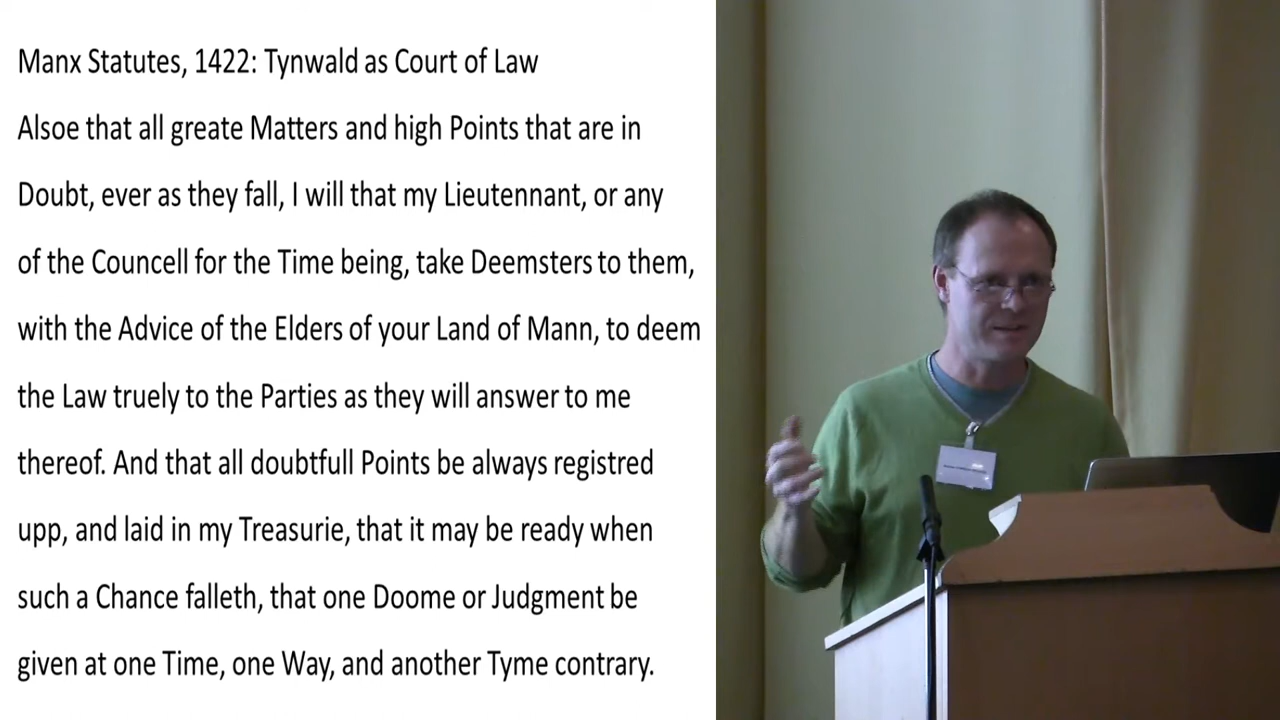 Manx Statutes, 1422: Tynwald as Court of Law
Alsoe that all greate Matters and high Points that are in
Doubt, ever as they fall, I will that my Lieutennant, or any
of the Councell for the Time being, take Deemsters to them,
with the Advice of the Elders of your Land of Mann, to deem
the Law truely to the Parties as they will answer to me
thereof. And that all doubtfull Points be always registred
upp, and laid in my Treasurie, that it may be ready when
such a Chance falleth, that one Doome or Judgment be
given at one Time, one Way, and another Tyme contrary.